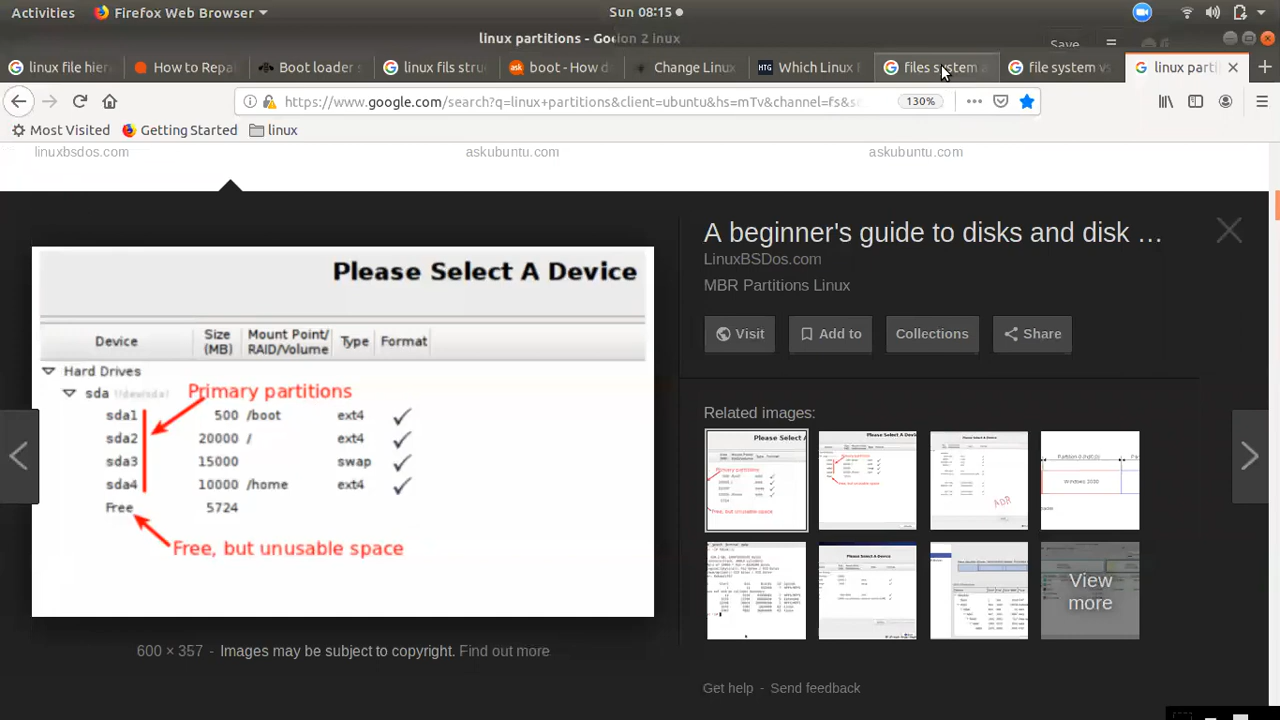 Activities Firefox Web Browser Sun 08:15
linux partitions - Go
Save
linux file hier
How to Repa
Boot loader s
linux fils stru
boot - How d
Change Linu
Which Linux F
files system a
file system vs
linux parti
https://www.google.com/search?q=linux+partitions&client=ubuntu&hs=mTv&channel=fs& 130%
Most Visited Getting Started linux
linuxbsdos.com askubuntu.com askubuntu.com
Please Select A Device
Device Size (MB) Mount Point/ RAID/Volume Type Format
Hard Drives
sda
Primary partitions
sda1 500 /boot ext4 ✓
sda2 20000 / ext4 ✓
sda3 15000 swap ✓
sda4 10000 /home ext4 ✓
Free 5724
Free, but unusable space
600 × 357 - Images may be subject to copyright. Find out more
A beginner's guide to disks and disk …
LinuxBSDos.com
MBR Partitions Linux
Visit Add to Collections Share
Related images:
View more
Get help - Send feedback